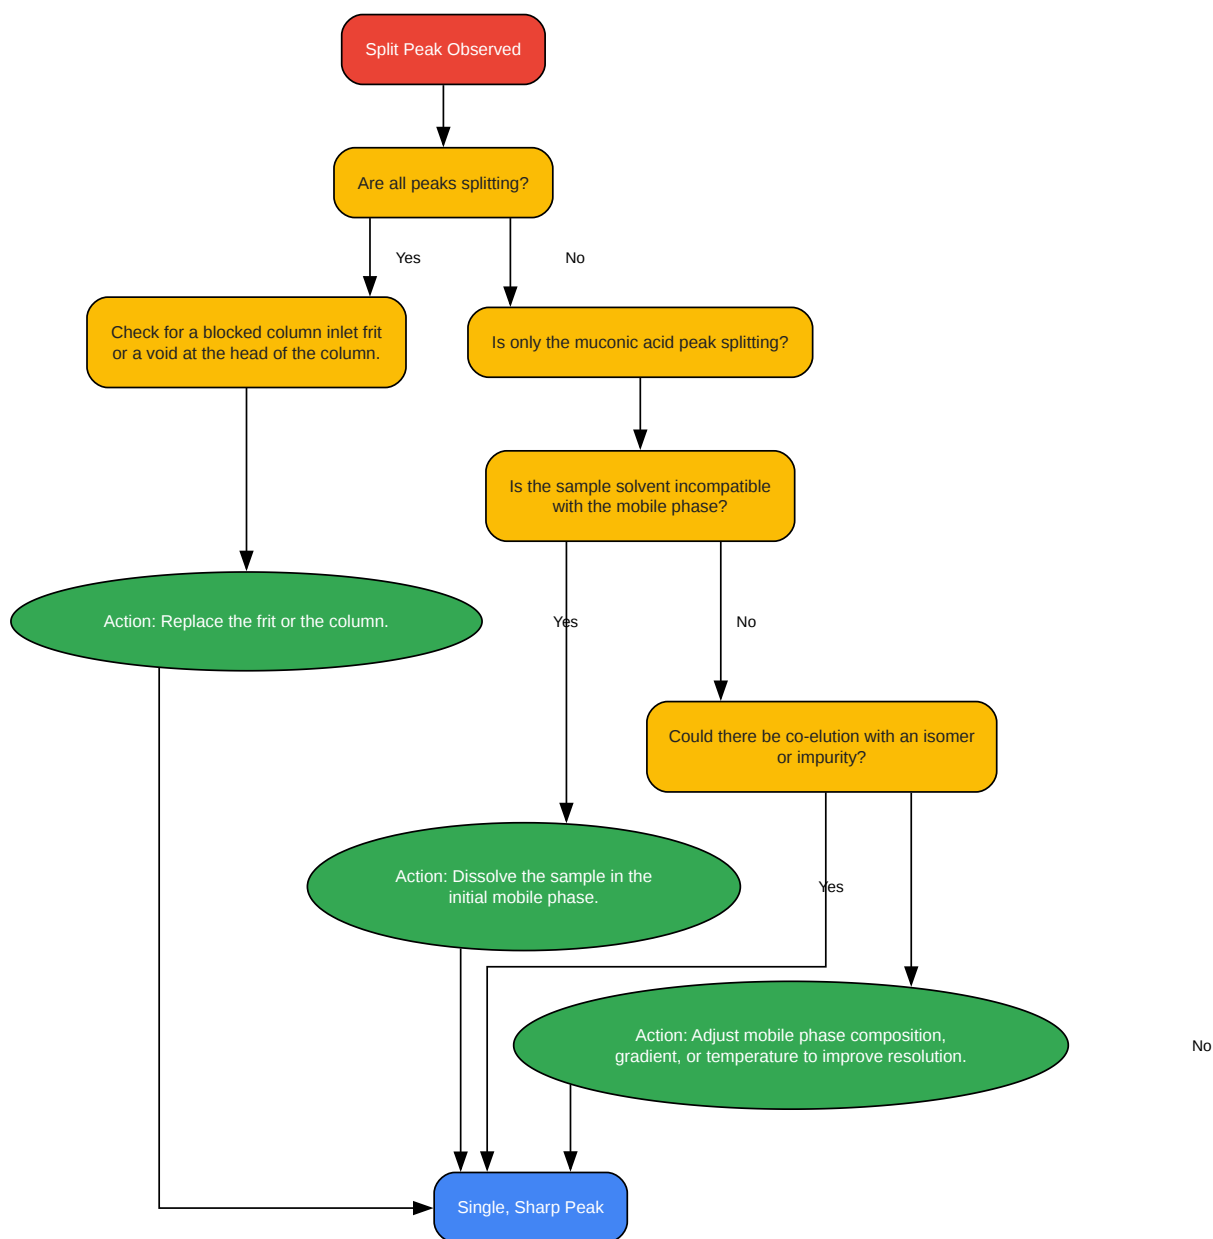 Split Peak Observed
Are all peaks splitting?
Yes
No
Check for a blocked column inlet frit
or a void at the head of the column.
Is only the muconic acid peak splitting?
Is the sample solvent incompatible
with the mobile phase?
Action: Replace the frit or the column.
Yes
No
Could there be co-elution with an isomer
or impurity?
Action: Dissolve the sample in the
initial mobile phase.
Yes
Action: Adjust mobile phase composition,
gradient, or temperature to improve resolution.
No
Single, Sharp Peak